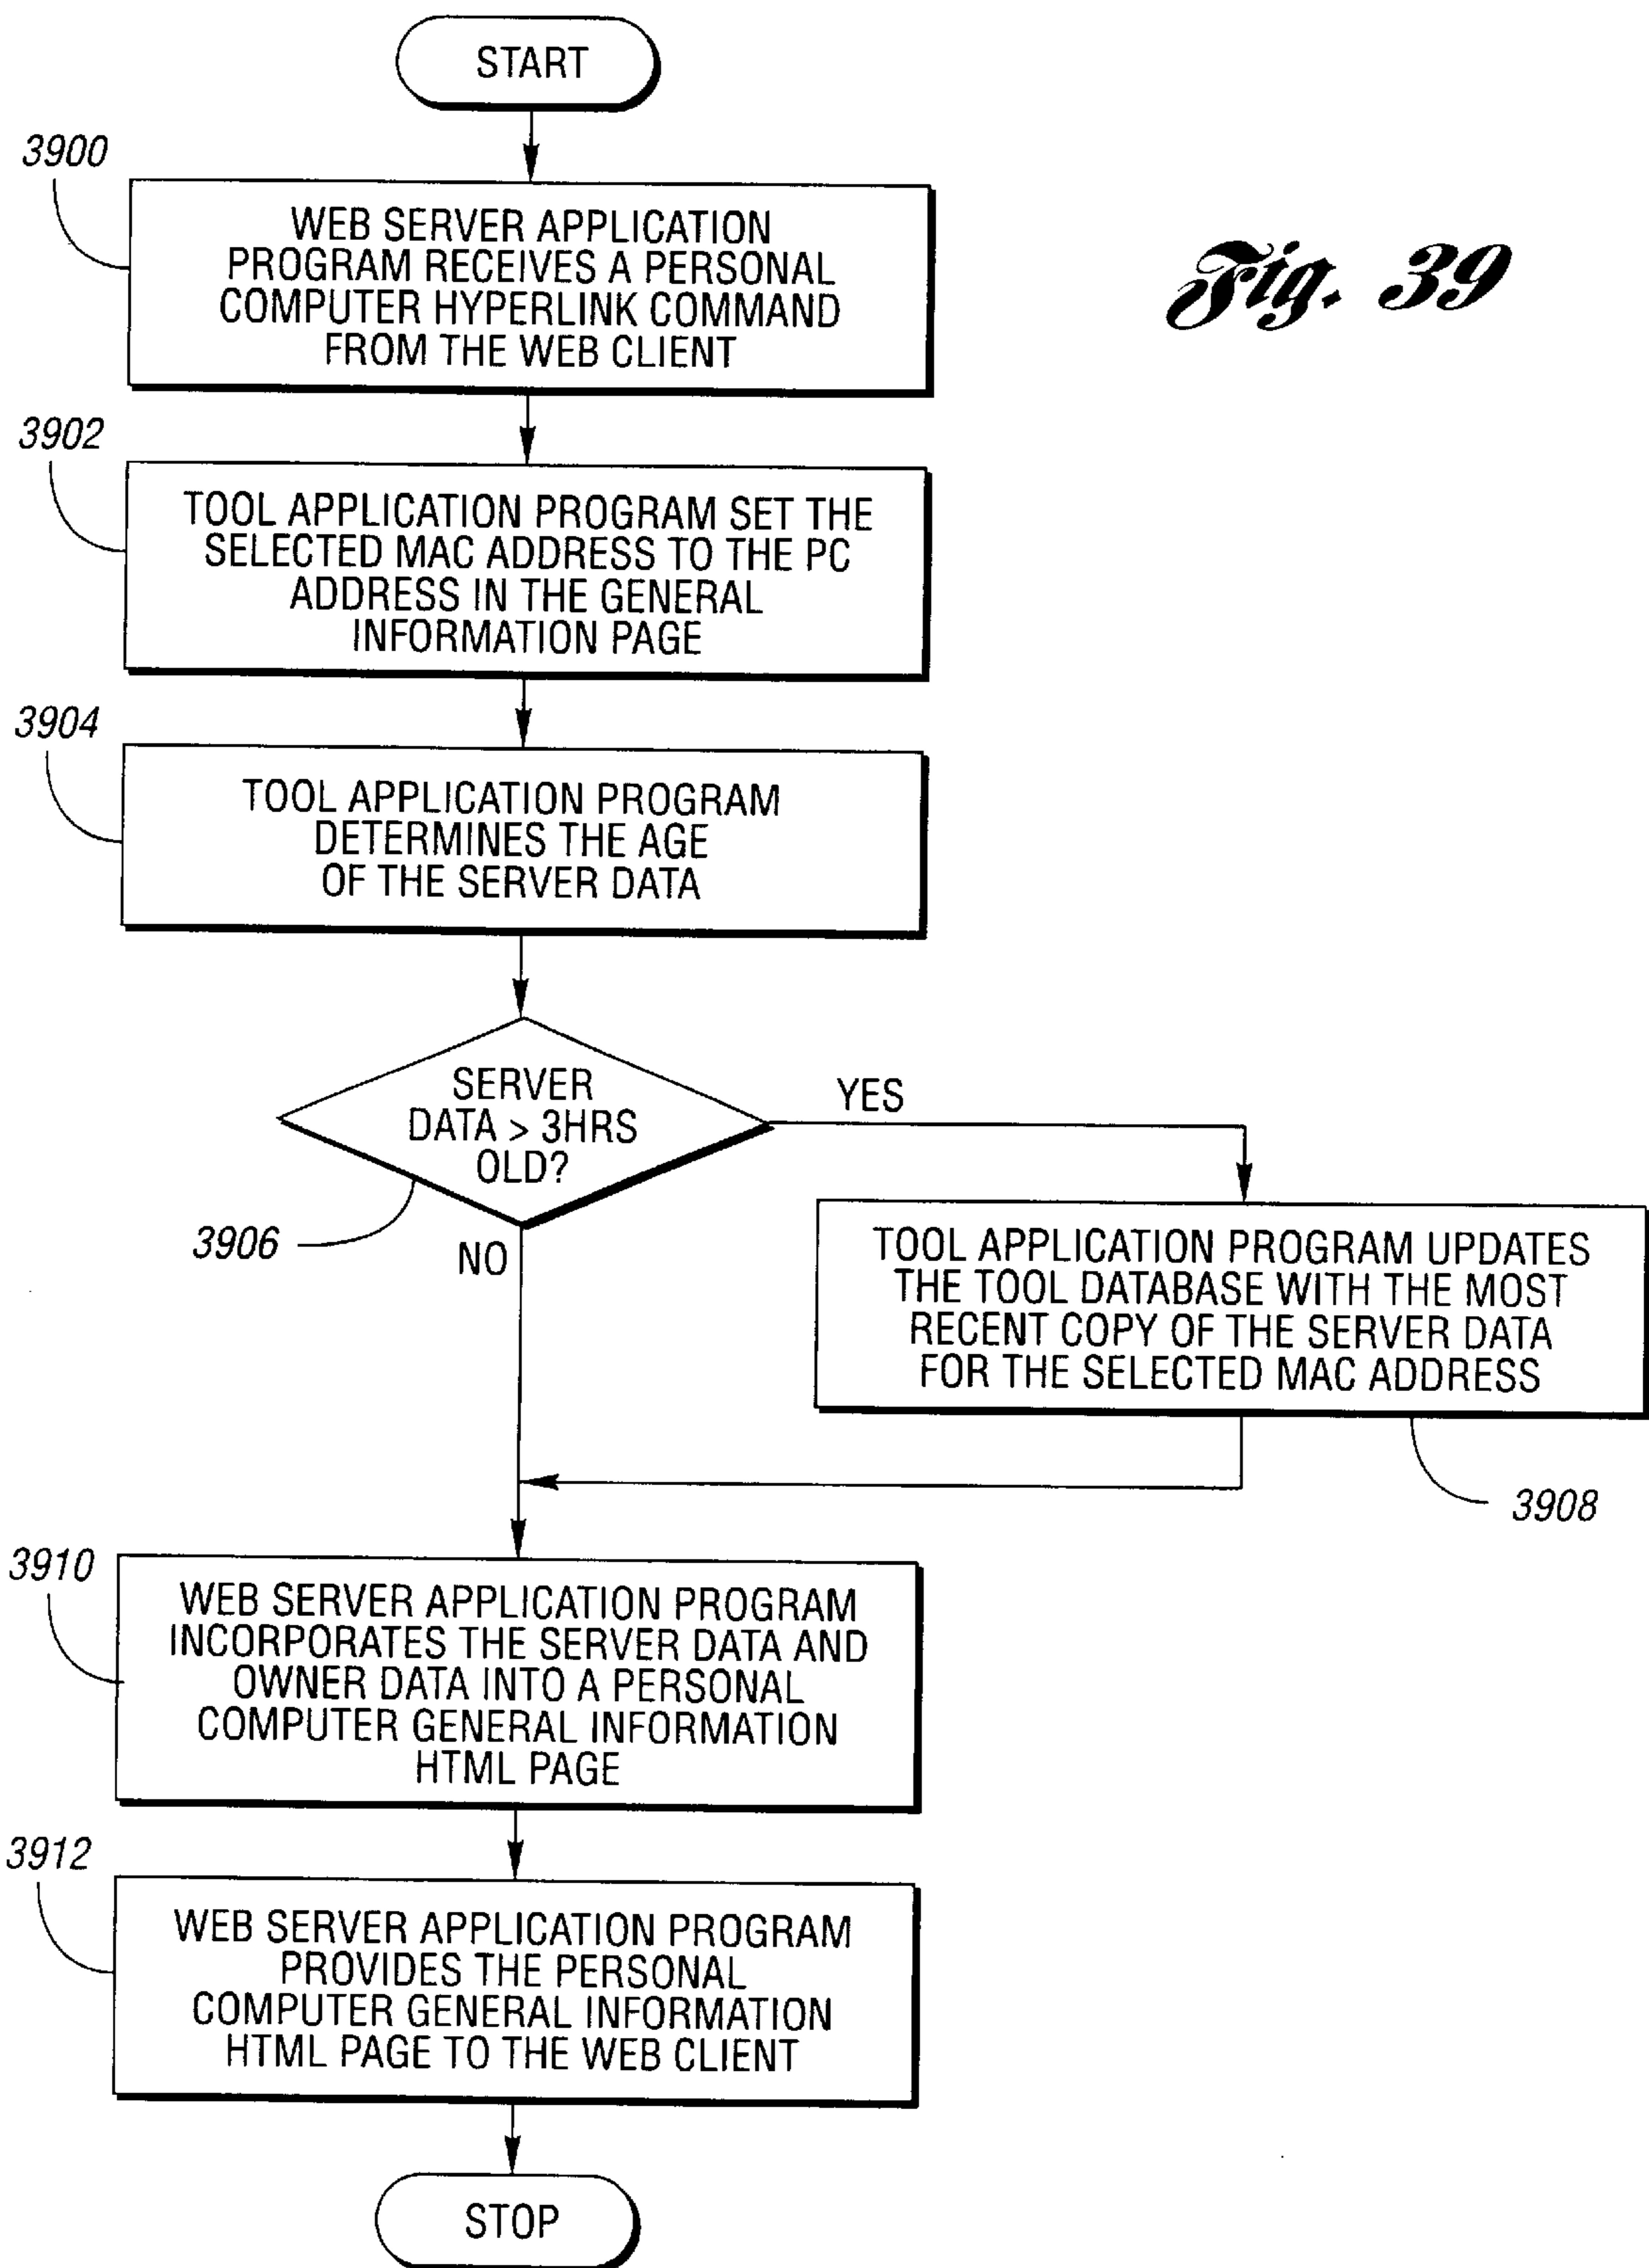 START
3900
WEB SERVER APPLICATION
PROGRAM RECEIVES A PERSONAL
COMPUTER HYPERLINK COMMAND
FROM THE WEB CLIENT
Fig. 39
3902
TOOL APPLICATION PROGRAM SET THE
SELECTED MAC ADDRESS TO THE PC
ADDRESS IN THE GENERAL
INFORMATION PAGE
3904
TOOL APPLICATION PROGRAM
DETERMINES THE AGE
OF THE SERVER DATA
SERVER
DATA > 3HRS
OLD?
YES
3906
NO
TOOL APPLICATION PROGRAM UPDATES
THE TOOL DATABASE WITH THE MOST
RECENT COPY OF THE SERVER DATA
FOR THE SELECTED MAC ADDRESS
3908
3910
WEB SERVER APPLICATION PROGRAM
INCORPORATES THE SERVER DATA AND
OWNER DATA INTO A PERSONAL
COMPUTER GENERAL INFORMATION
HTML PAGE
3912
WEB SERVER APPLICATION PROGRAM
PROVIDES THE PERSONAL
COMPUTER GENERAL INFORMATION
HTML PAGE TO THE WEB CLIENT
STOP